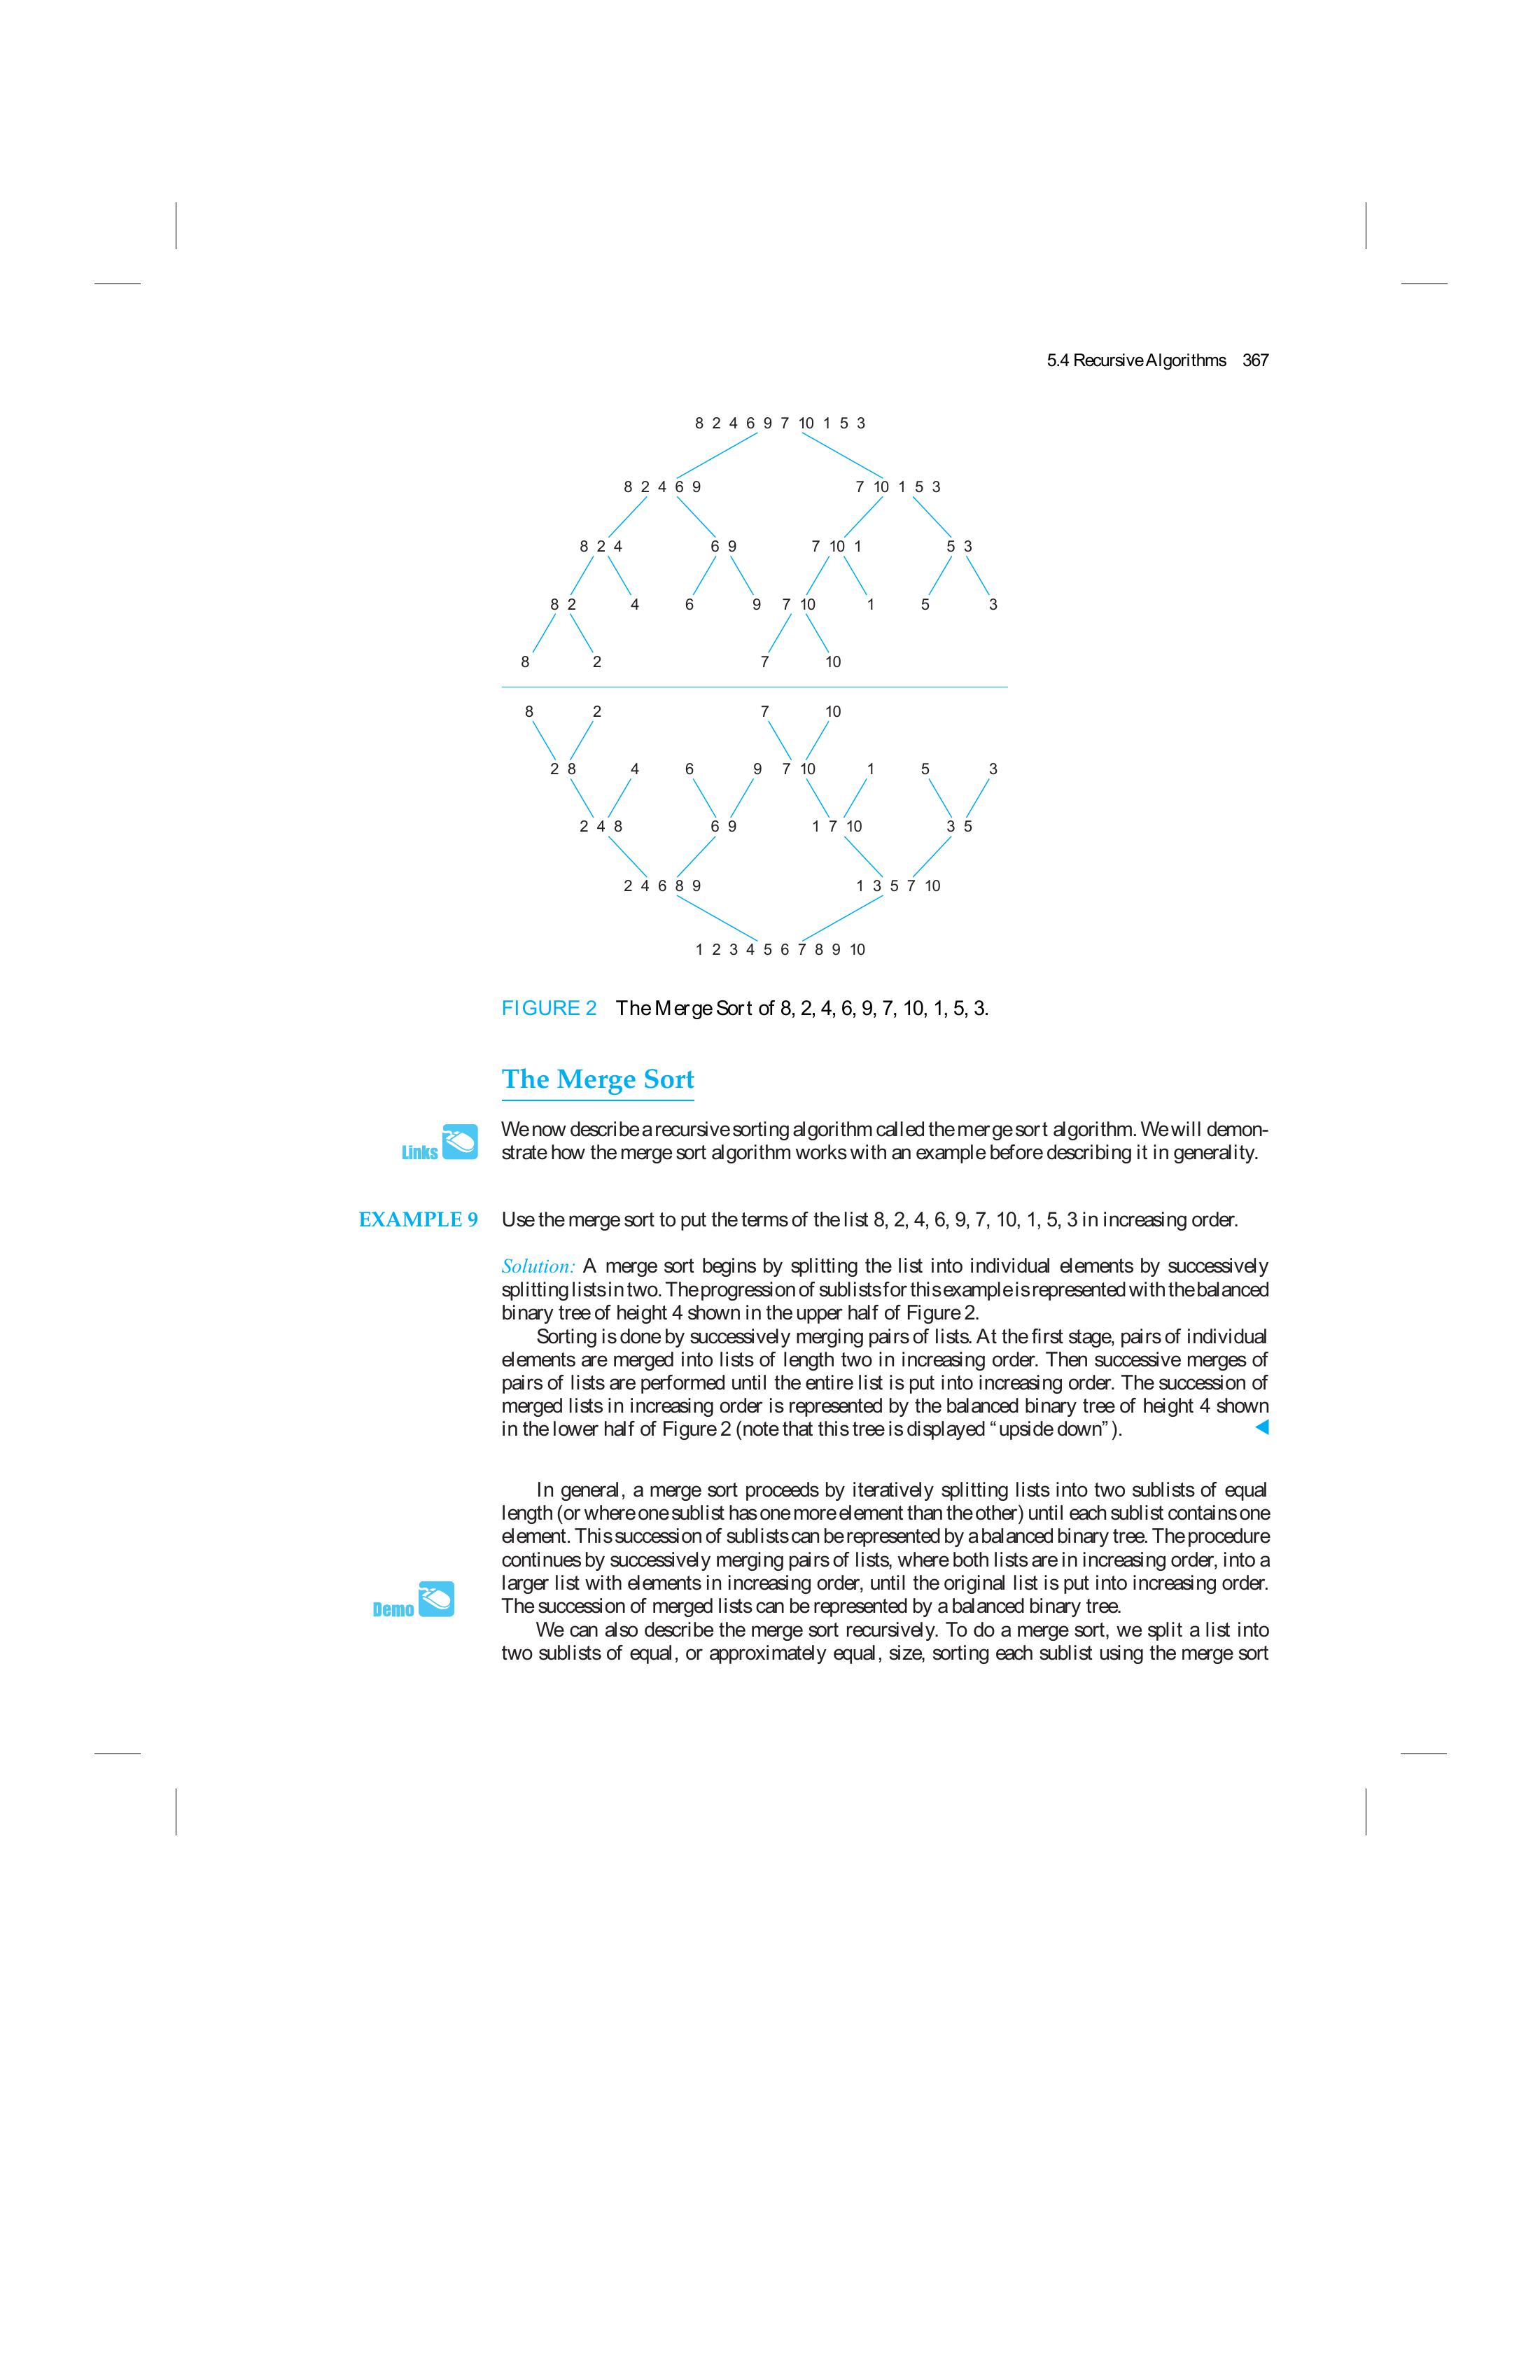 5.4 Recursive Algorithms 367
8 2 4 6 9 7 10 1 5 3
8 2 4 6 9 7 10 1 5 3
8 2 4 6 9 7 10 1 5 3
8 2 4 6 9 7 10 1 5 3
8 2 7 10
8 2 7 10
2 8 4 6 9 7 10 1 5 3
2 4 8 6 9 1 7 10 3 5
2 4 6 8 9 1 3 5 7 10
1 2 3 4 5 6 7 8 9 10
FIGURE 2 The Merge Sort of 8, 2, 4, 6, 9, 7, 10, 1, 5, 3.
The Merge Sort
Links
We now describe a recursive sorting algorithm called the merge sort algorithm. We will demon-
strate how the merge sort algorithm works with an example before describing it in generality.
EXAMPLE 9 Use the merge sort to put the terms of the list 8, 2, 4, 6, 9, 7, 10, 1, 5, 3 in increasing order.
Solution: A merge sort begins by splitting the list into individual elements by successively
splitting lists in two. The progression of sublists for this example is represented with the balanced
binary tree of height 4 shown in the upper half of Figure 2.
Sorting is done by successively merging pairs of lists. At the first stage, pairs of individual
elements are merged into lists of length two in increasing order. Then successive merges of
pairs of lists are performed until the entire list is put into increasing order. The succession of
merged lists in increasing order is represented by the balanced binary tree of height 4 shown
in the lower half of Figure 2 (note that this tree is displayed “upside down”).
In general, a merge sort proceeds by iteratively splitting lists into two sublists of equal
length (or where one sublist has one more element than the other) until each sublist contains one
element. This succession of sublists can be represented by a balanced binary tree. The procedure
continues by successively merging pairs of lists, where both lists are in increasing order, into a
larger list with elements in increasing order, until the original list is put into increasing order.
Demo
The succession of merged lists can be represented by a balanced binary tree.
We can also describe the merge sort recursively. To do a merge sort, we split a list into
two sublists of equal, or approximately equal, size, sorting each sublist using the merge sort